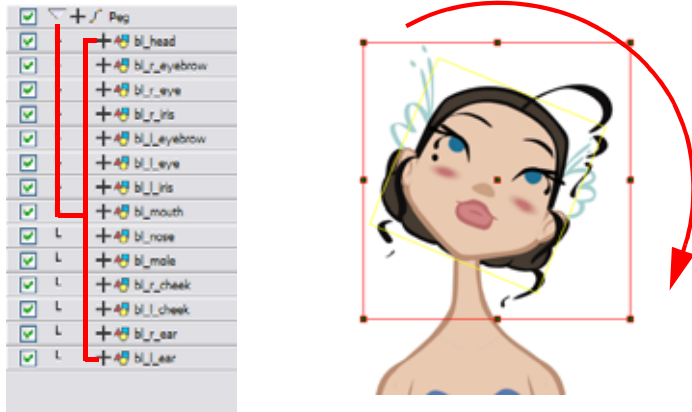 Peg
bl_head
bl_r_eyebrow
bl_r_eye
bl_r_iris
bl_l_eyebrow
bl_l_eye
bl_l_iris
bl_mouth
bl_nose
bl_mole
bl_r_cheek
bl_l_cheek
bl_r_ear
bl_l_ear